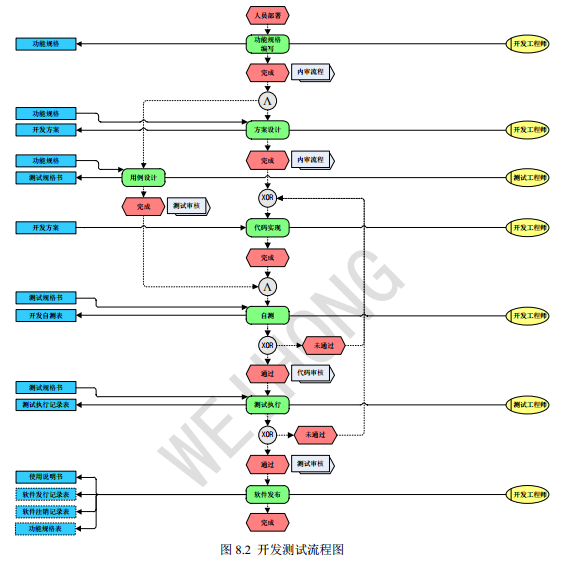 人员部署
功能规格
功能规格
编写
开发工程师
完成
内审流程
Λ
功能规格
开发方案
方案设计
开发工程师
功能规格
完成
内审流程
测试规格书
用例设计
测试工程师
XOR
完成
测试审核
开发方案
代码实现
开发工程师
完成
Λ
测试规格书
开发自测表
自测
开发工程师
XOR
未通过
通过
代码审核
测试规格书
测试执行记录表
测试执行
测试工程师
XOR
未通过
通过
测试审核
使用说明书
软件发行记录表
软件发布
开发工程师
软件注销记录表
功能规格表
完成
WEIHONG
图 8.2 开发测试流程图